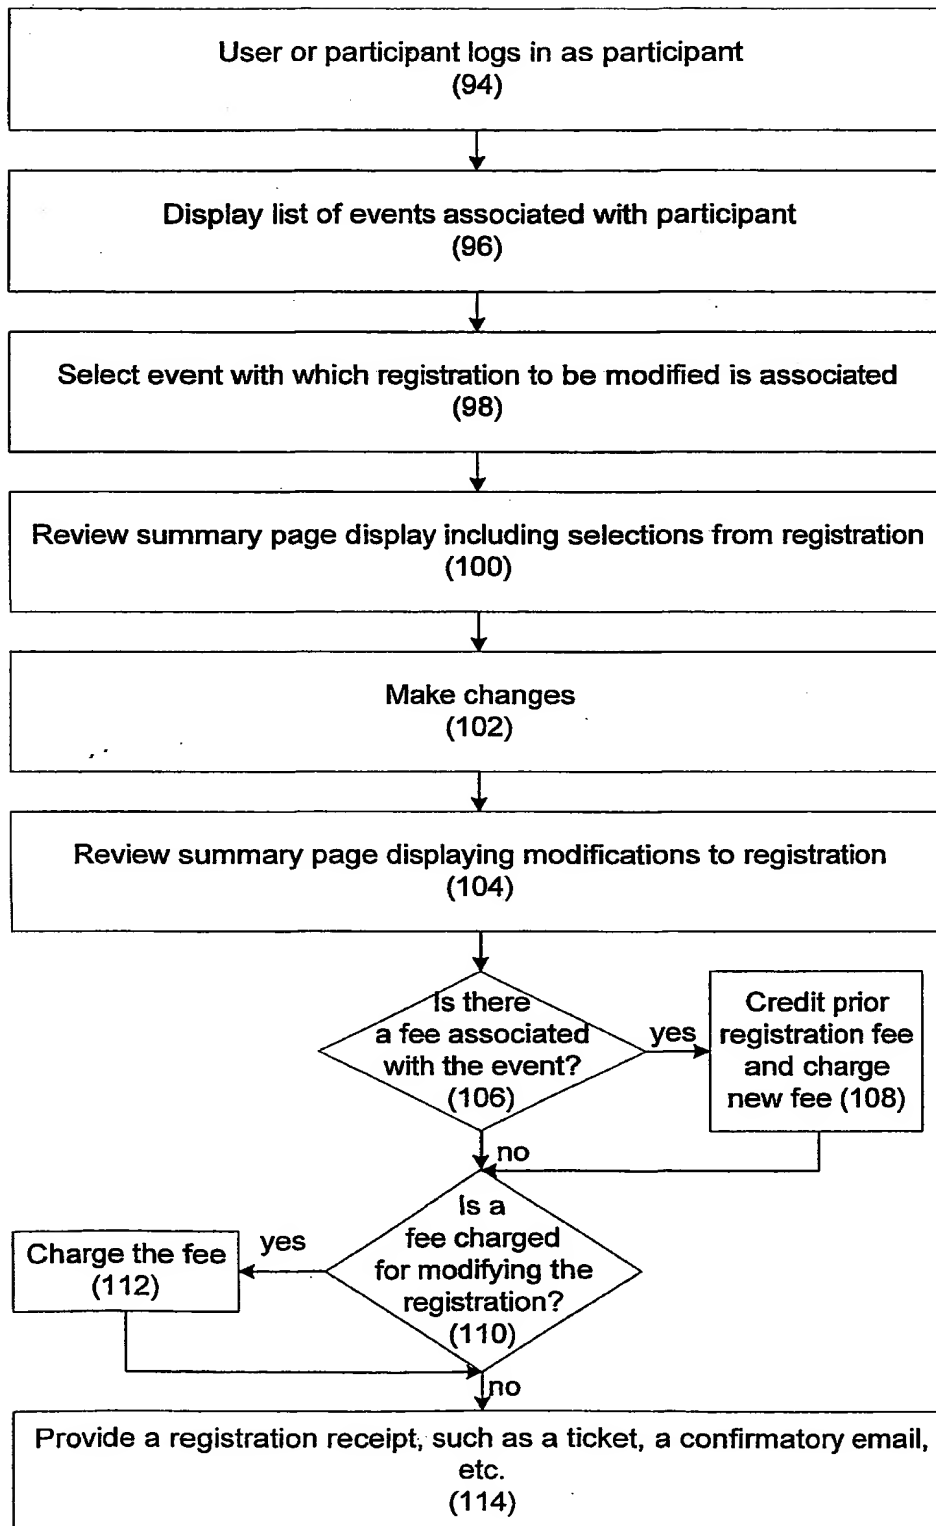 User or participant logs in as participant
(94)
Display list of events associated with participant
(96)
Select event with which registration to be modified is associated
(98)
Review summary page display including selections from registration
(100)
Make changes
(102)
Review summary page displaying modifications to registration
(104)
Is there
a fee associated
with the event?
(106)
yes
Credit prior
registration fee
and charge
new fee (108)
no
Is a
fee charged
for modifying the
registration?
(110)
yes
Charge the fee
(112)
no
Provide a registration receipt, such as a ticket, a confirmatory email,
etc.
(114)